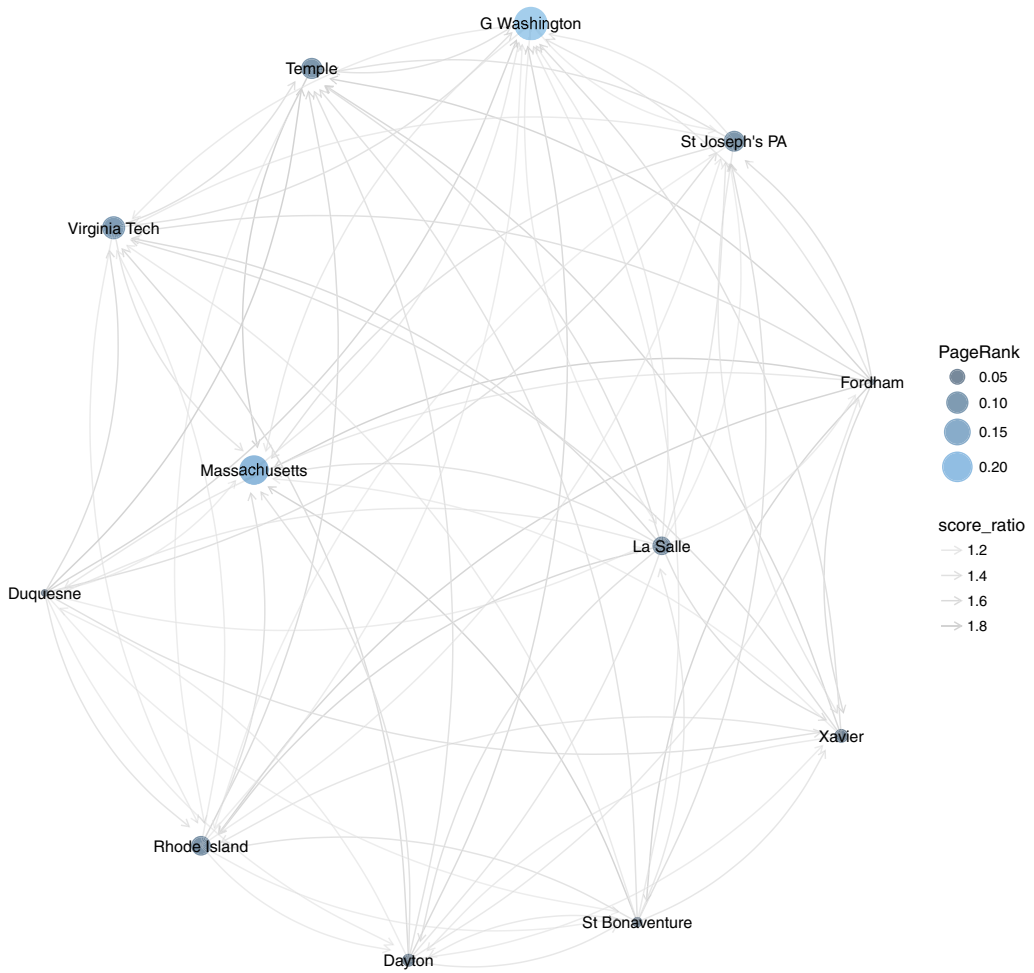 G Washington
Temple
St Joseph's PA
Virginia Tech
PageRank
0.05
0.10
0.15
0.20
Fordham
Massachusetts
score_ratio
1.2
1.4
1.6
1.8
La Salle
Duquesne
Xavier
Rhode Island
St Bonaventure
Dayton